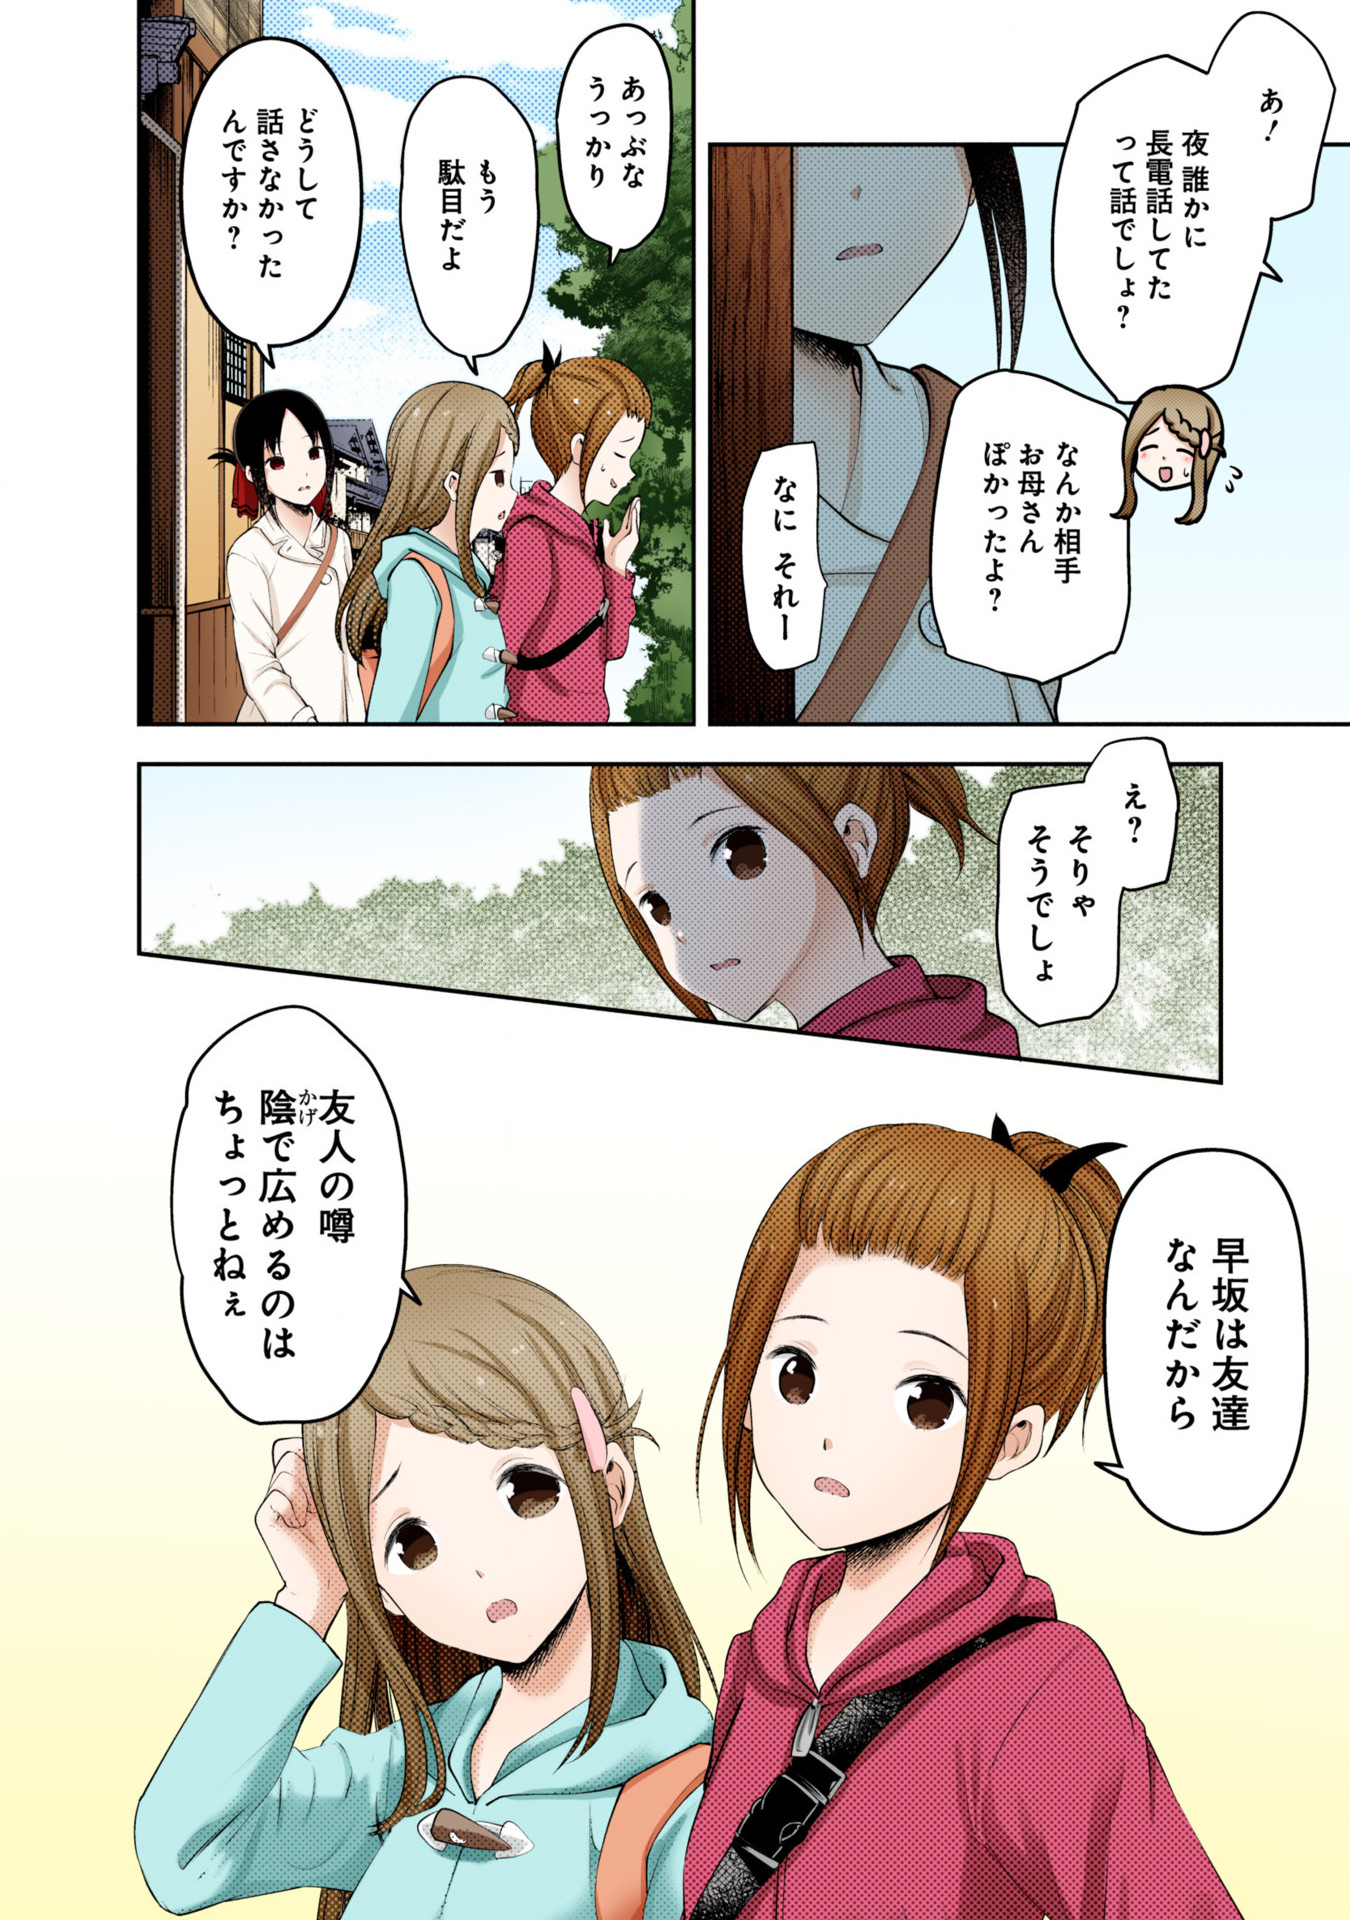 あ！
夜 誰かに
長電話してた
って話でしょ？
なんか相手
お母さん
ぽかったよ？
なに それー
あっぶな
うっかり
もう
駄目だよ
どうして
話さなかった
んですか？
え？
そりゃ
そうでしょ
早坂は友達
なんだから
友人の噂
陰で広めるのは
かげ
ちょっとねぇ